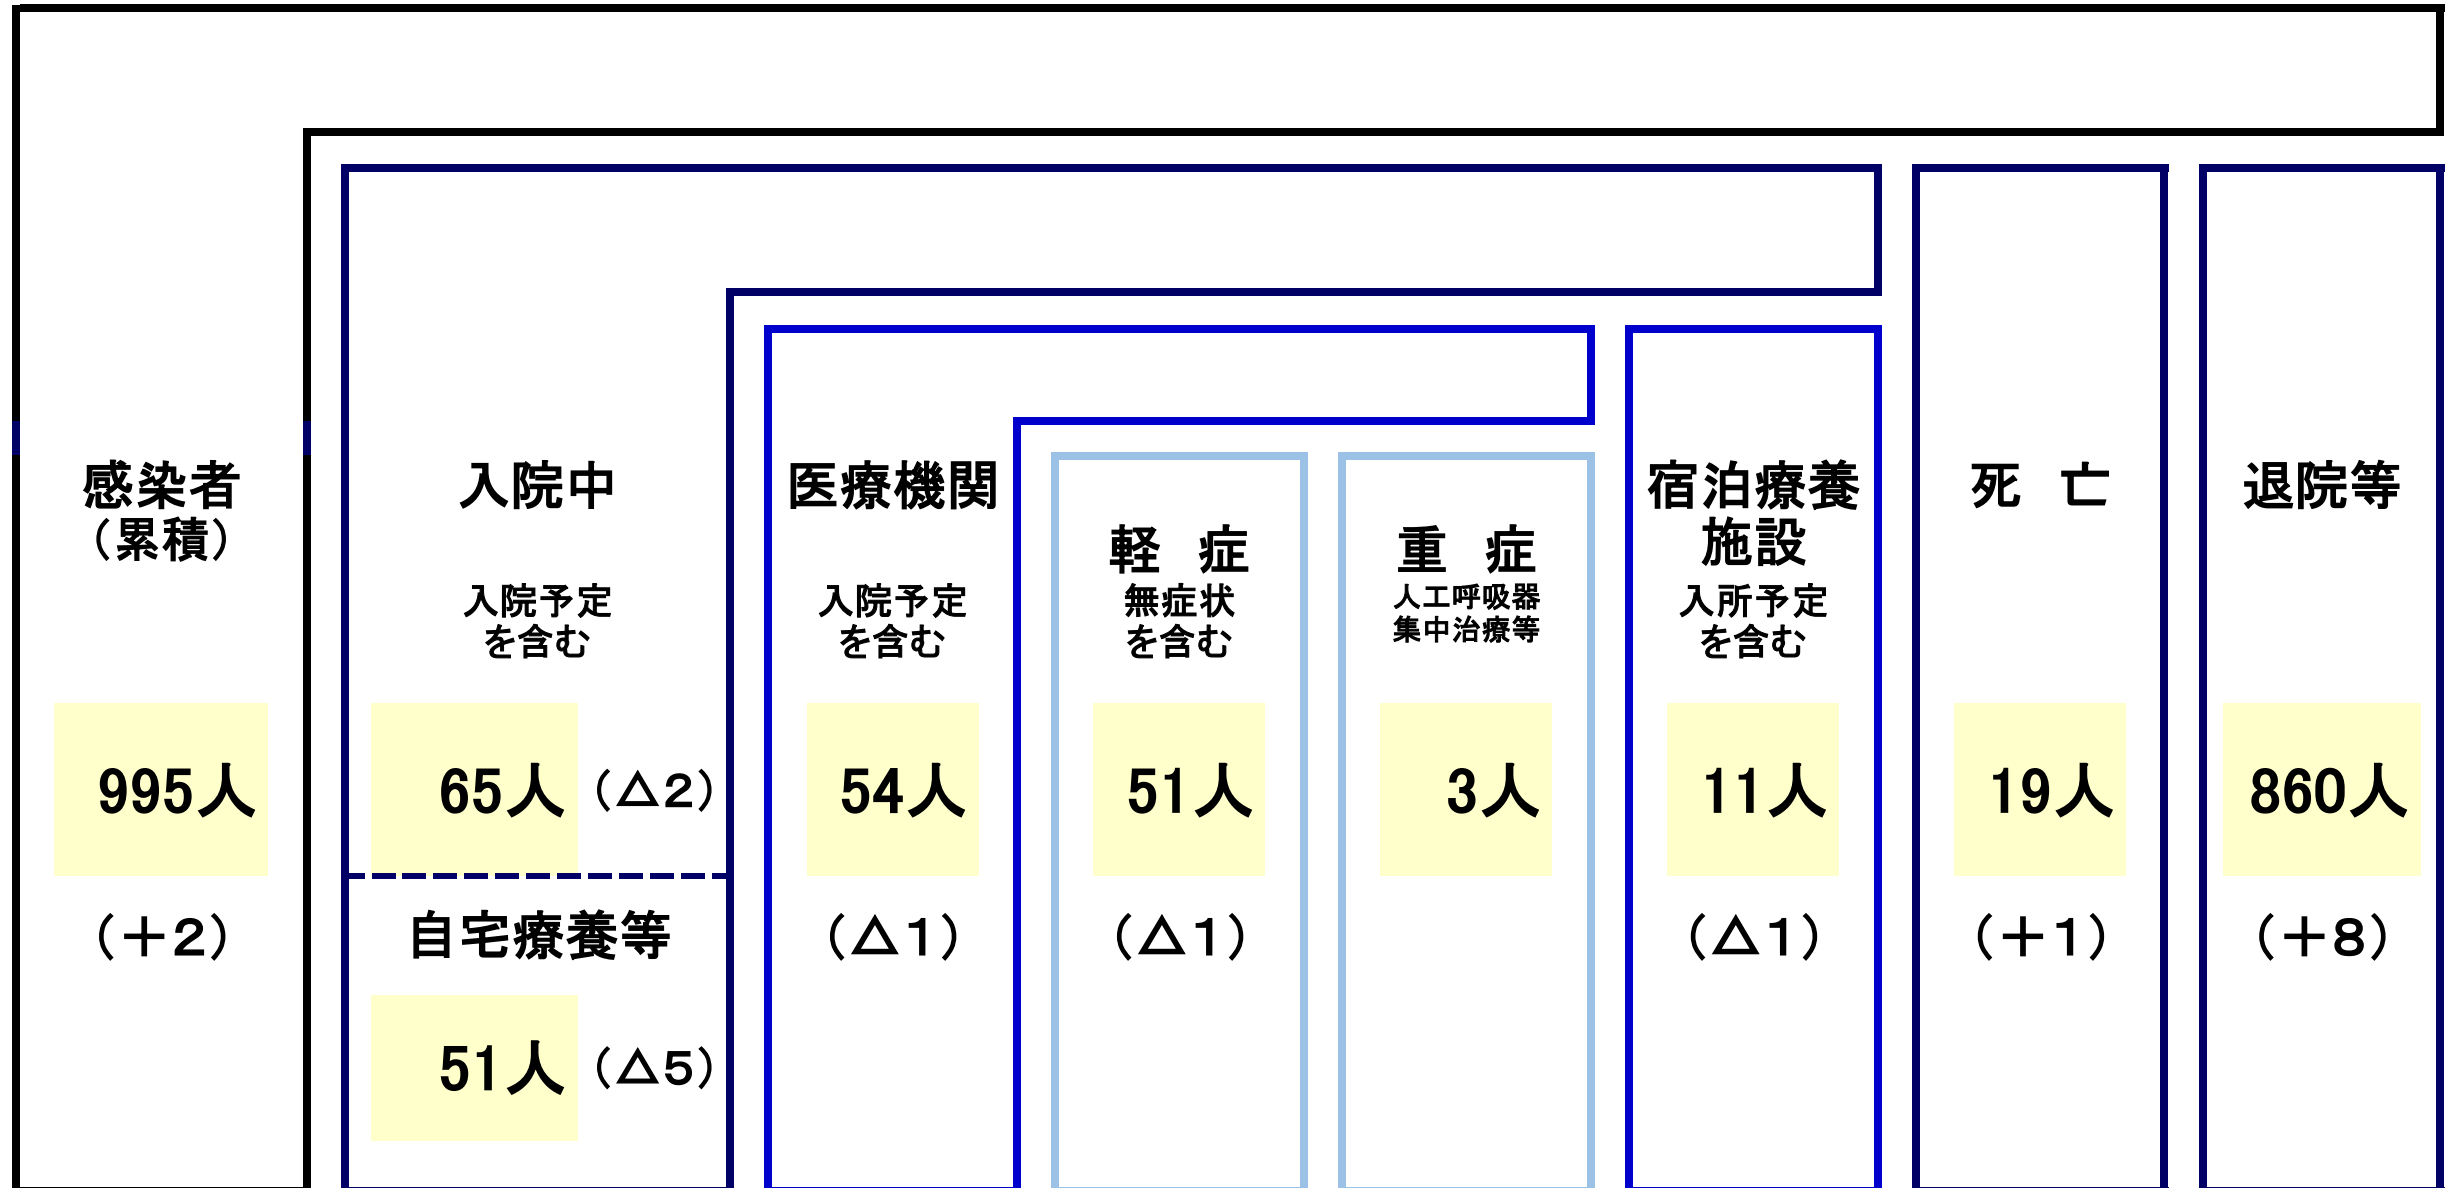 感染者
（累積）
995人
（＋２）
入院中
入院予定
を含む
65人（△２）
自宅療養等
51人（△５）
医療機関
入院予定
を含む
54人
（△１）
軽　症
無症状
を含む
51人
（△１）
重　症
人工呼吸器
集中治療等
3人
宿泊療養
施設
入所予定
を含む
11人
（△１）
死　亡
19人
（＋１）
退院等
860人
（＋８）